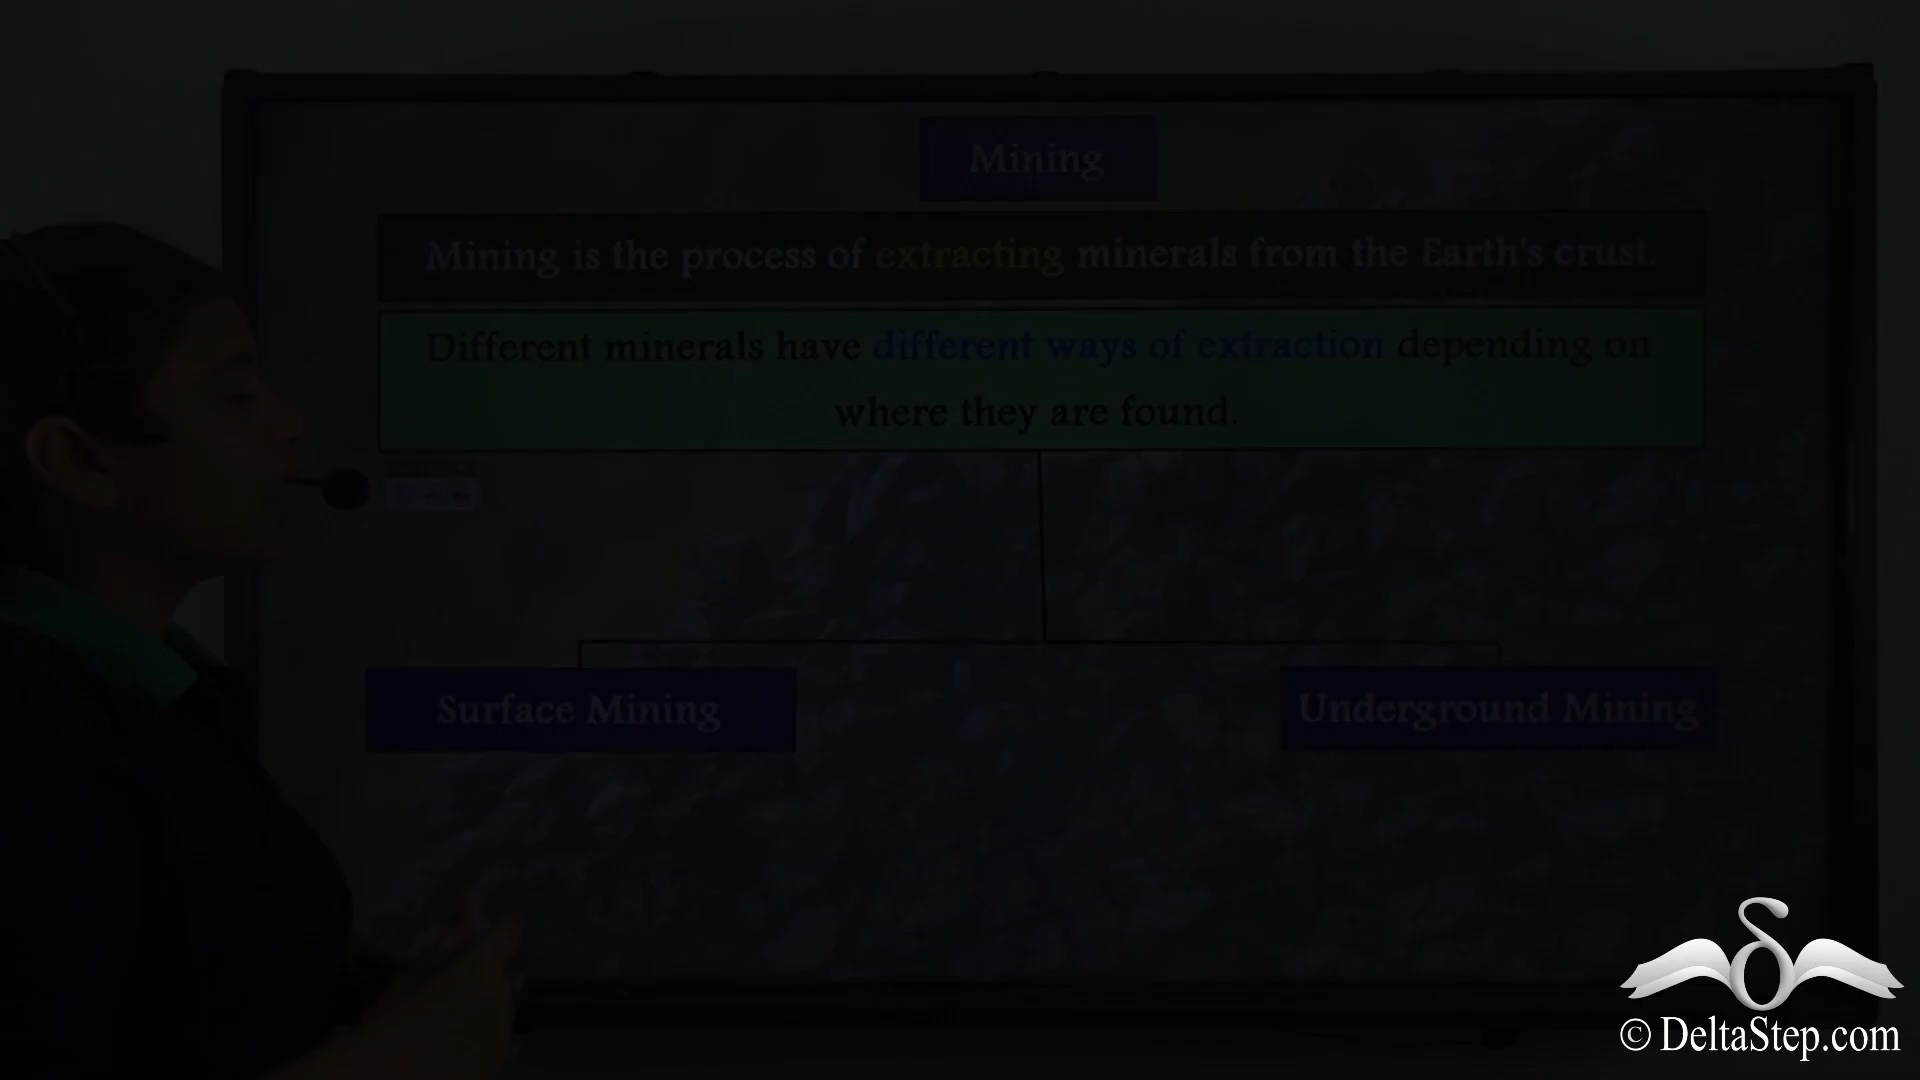 Mining
Mining is the process of extracting minerals from the Earth's crust.
Different minerals have different ways of extraction depending on
where they are found.
Surface Mining
Underground Mining
© DeltaStep.com